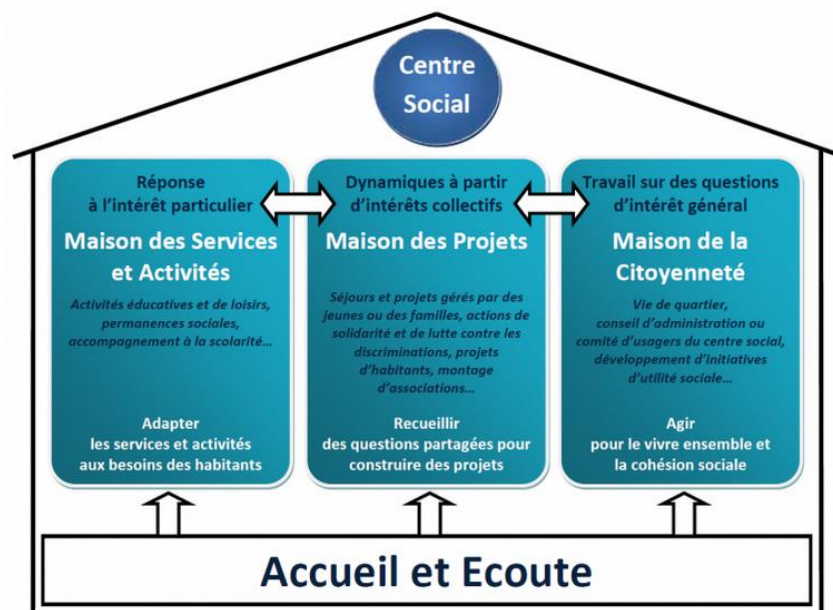 Centre
Social
Réponse
à l'intérêt particulier
Maison des Services
et Activités
Activités éducatives et de loisirs,
permanences sociales,
accompagnement à la scolarité…
Adapter
les services et activités
aux besoins des habitants
Dynamiques à partir
d'intérêts collectifs
Maison des Projets
Séjours et projets gérés par des
jeunes ou des familles, actions de
solidarité et de lutte contre les
discriminations, projets
d'habitants, montage
d'associations…
Recueillir
des questions partagées pour
construire des projets
Travail sur des questions
d'intérêt général
Maison de la
Citoyenneté
Vie de quartier,
conseil d'administration ou
comité d'usagers du centre social,
développement d'initiatives
d'utilité sociale…
Agir
pour le vivre ensemble et
la cohésion sociale
Accueil et Ecoute